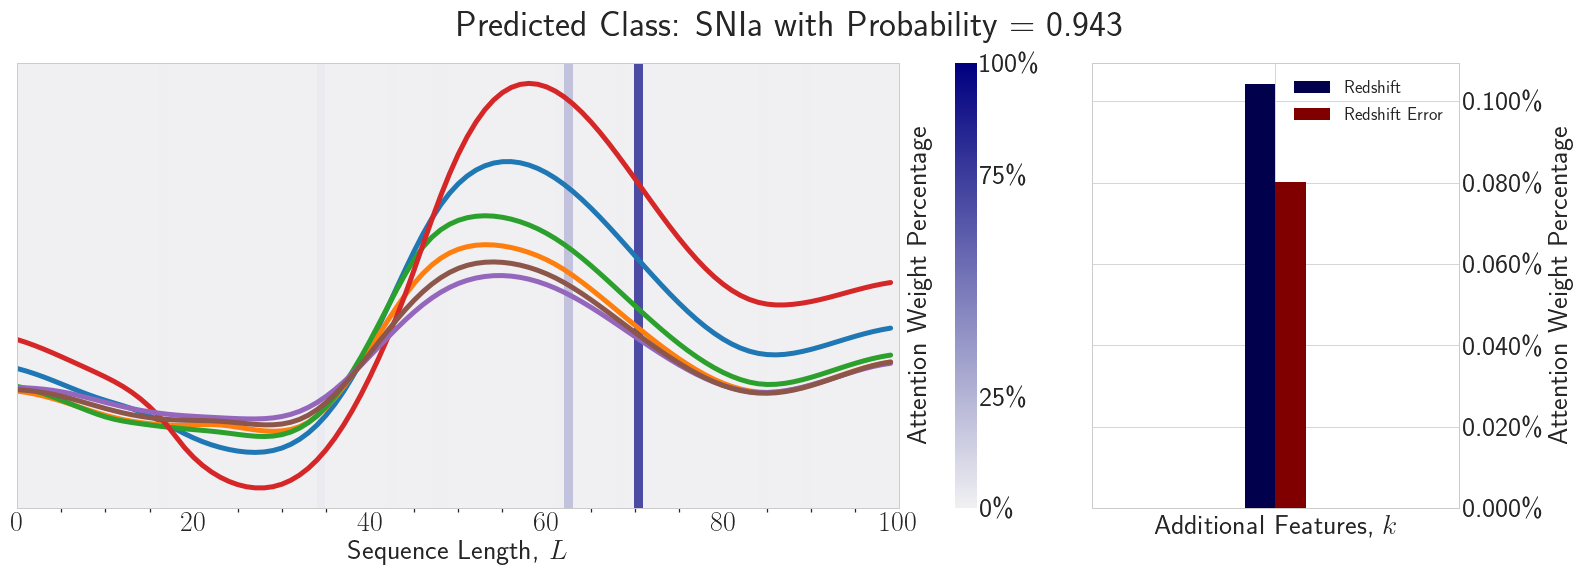 Predicted Class: SNIa with Probability = 0.943
0
20
40
60
80
100
Sequence Length, L
100%
75%
25%
0%
Attention Weight Percentage
Redshift
Redshift Error
0.100%
0.080%
0.060%
0.040%
0.020%
0.000%
Additional Features, k
Attention Weight Percentage